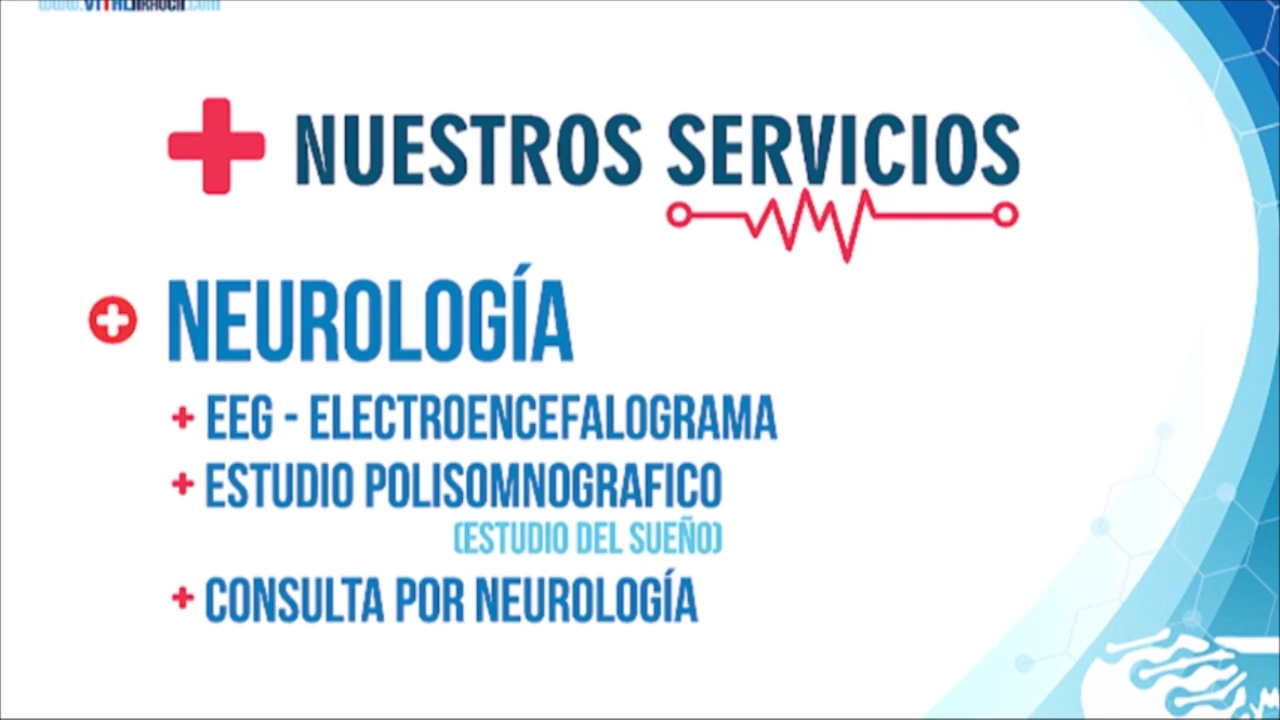 NUESTROS SERVICIOS
NEUROLOGÍA
EEG - ELECTROENCEFALOGRAMA
ESTUDIO POLISOMNOGRAFICO
(ESTUDIO DEL SUEÑO)
CONSULTA POR NEUROLOGÍA